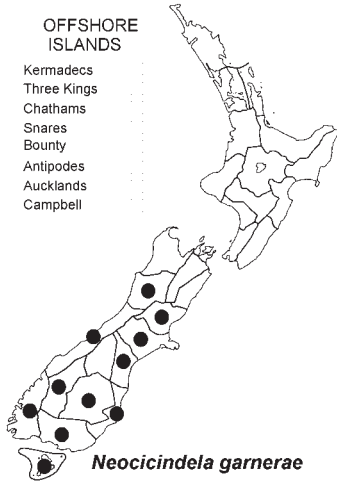 OFFSHORE
ISLANDS
Kermadecs
Three Kings
Chathams
Snares
Bounty
Antipodes
Aucklands
Campbell
Neocicindela garnerae